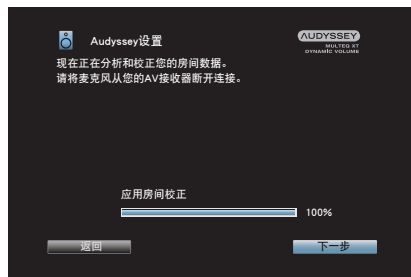 Audyssey设置
AUDYSSEY
MULTEQ XT
DYNAMIC VOLUME
现在正在分析和校正您的房间数据。
请将麦克风从您的AV接收器断开连接。
应用房间校正
100%
返回
下一步